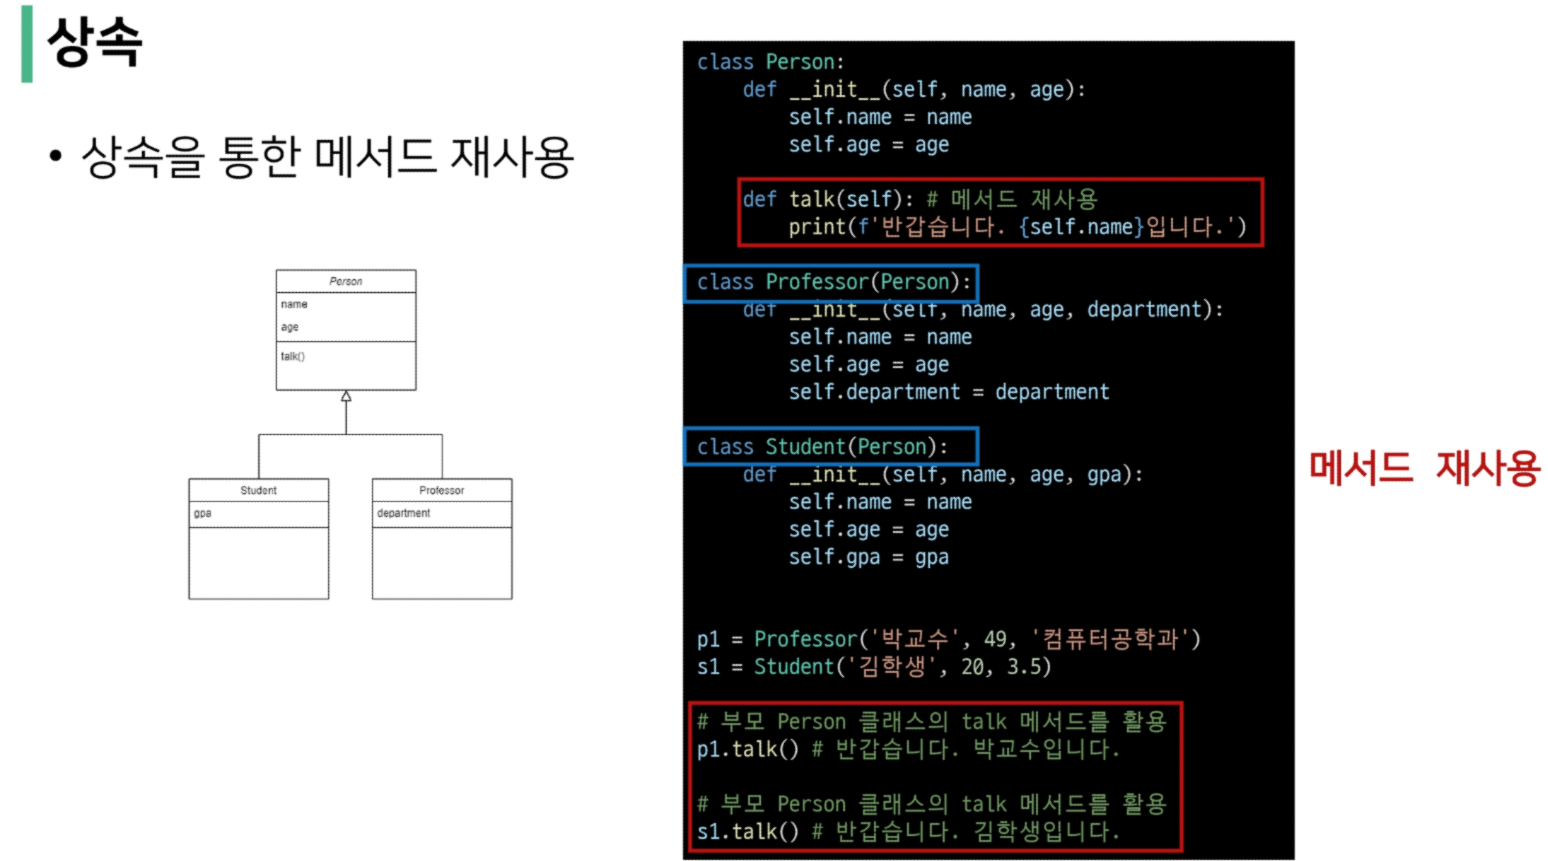 상속
• 상속을 통한 메서드 재사용
Person
name
age
talk()
Student
gpa
Professor
department
class Person:
    def __init__(self, name, age):
        self.name = name
        self.age = age
    def talk(self): # 메서드 재사용
        print(f'반갑습니다. {self.name}입니다.')
class Professor(Person):
    def __init__(self, name, age, department):
        self.name = name
        self.age = age
        self.department = department
class Student(Person):
    def __init__(self, name, age, gpa):
        self.name = name
        self.age = age
        self.gpa = gpa
p1 = Professor('박교수', 49, '컴퓨터공학과')
s1 = Student('김학생', 20, 3.5)
# 부모 Person 클래스의 talk 메서드를 활용
p1.talk() # 반갑습니다. 박교수입니다.
# 부모 Person 클래스의 talk 메서드를 활용
s1.talk() # 반갑습니다. 김학생입니다.
메서드 재사용